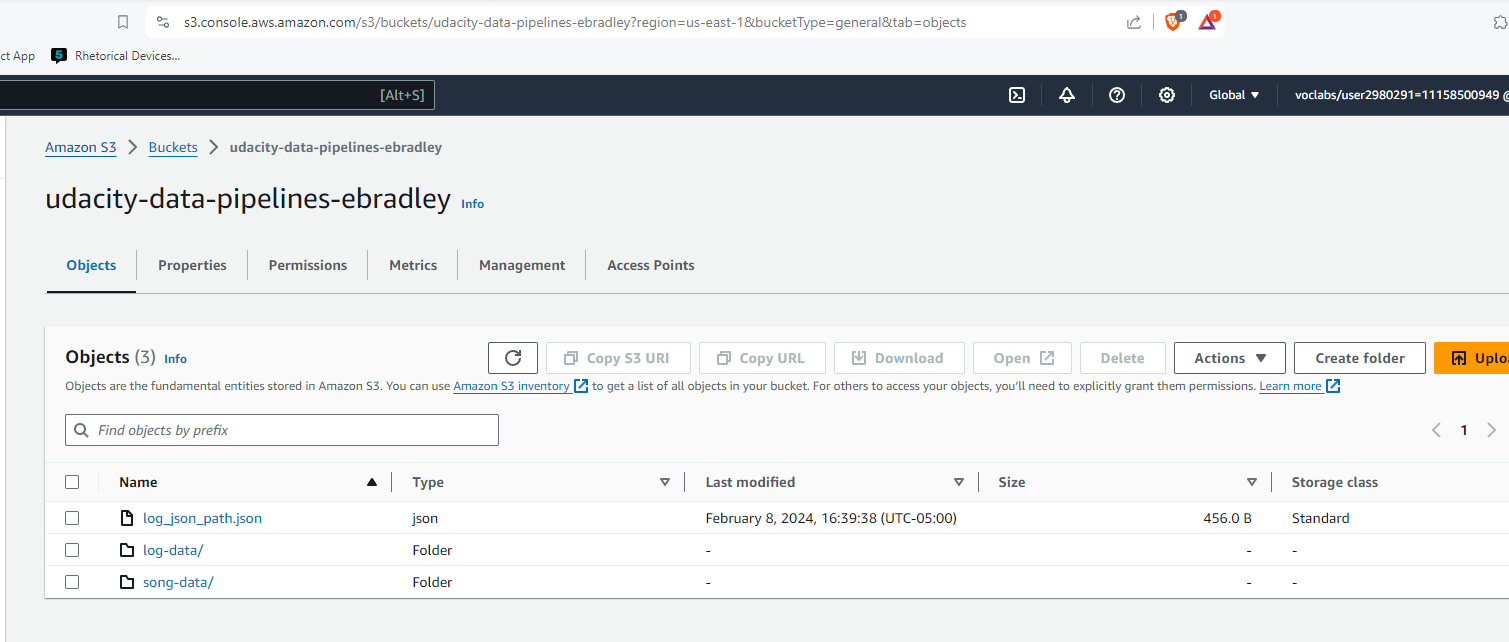 s3.console.aws.amazon.com/s3/buckets/udacity-data-pipelines-ebradley?region=us-east-1&bucketType=general&tab=objects 1 1
ct App 5 Rhetorical Devices...
[Alt+S] Global voclabs/user2980291=11158500949 @
Amazon S3 Buckets udacity-data-pipelines-ebradley
udacity-data-pipelines-ebradley Info
Objects Properties Permissions Metrics Management Access Points
Objects (3) Info Copy S3 URI Copy URL Download Open Delete Actions Create folder Uplo
Objects are the fundamental entities stored in Amazon S3. You can use Amazon S3 inventory to get a list of all objects in your bucket. For others to access your objects, you'll need to explicitly grant them permissions. Learn more
Find objects by prefix 1
Name Type Last modified Size Storage class
log_json_path.json json February 8, 2024, 16:39:38 (UTC-05:00) 456.0 B Standard
log-data/ Folder - - -
song-data/ Folder - - -